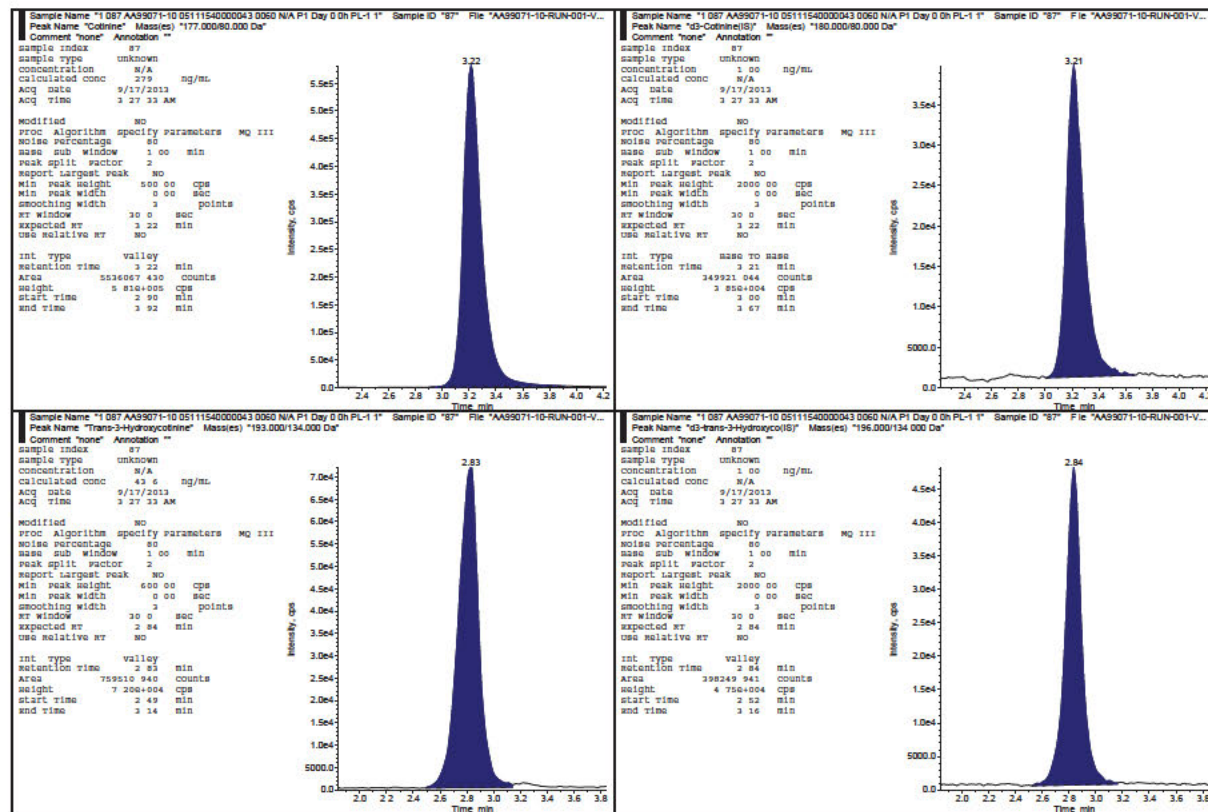 Sample Name "1 087 AA99071-10 05111540000043 0060 N/A P1 Day 0 0h PL-1 1" Sample ID "87" File "AA99071-10-RUN-001-V...
Peak Name "Cotinine" Mass(es) "177.000/80.000 Da"
Comment "none" Annotation ""
Sample Index 87
Sample Type Unknown
Concentration N/A
Calculated Conc 279 ng/mL
Acq Date 9/17/2013
Acq Time 3 27 33 AM
Modified NO
Proc Algorithm Specify Parameters MQ III
Noise Percentage 80
Base Sub Window 1 00 min
Peak Split Factor 2
Report Largest Peak NO
Min Peak Height 500 00 cps
Min Peak Width 0 00 sec
Smoothing Width 3 points
RT Window 30 0 sec
Expected RT 3 22 min
Use Relative RT NO
Int Type Valley
Retention Time 3 22 min
Area 5536067 430 counts
Height 5 81e+005 cps
Start Time 2 90 min
End Time 3 92 min
3.22
Intensity, cps
5.5e5
5.0e5
4.5e5
4.0e5
3.5e5
3.0e5
2.5e5
2.0e5
1.5e5
1.0e5
5.0e4
0.0
2.4 2.6 2.8 3.0 3 2 3.4 3.6 3.8 4.0 4.2
Time min
Sample Name "1 087 AA99071-10 05111540000043 0060 N/A P1 Day 0 0h PL-1 1" Sample ID "87" F le "AA99071-10-RUN-001-V...
Peak Name "d3-Cotinine(IS)" Mass(es) "180.000/80.000 Da"
Comment "none" Annotation ""
Sample Index 87
Sample Type Unknown
Concentration 1 00 ng/mL
Calculated Conc N/A
Acq Date 9/17/2013
Acq Time 3 27 33 AM
Modified NO
Proc Algorithm Specify Parameters MQ III
Noise Percentage 80
Base Sub Window 1 00 min
Peak Split Factor 2
Report Largest Peak NO
Min Peak Height 2000 00 cps
Min Peak Width 0 00 sec
Smoothing Width 3 points
RT Window 30 0 sec
Expected RT 3 22 min
Use Relative RT NO
Int Type Base To Base
Retention Time 3 21 min
Area 349921 044 counts
Height 3 85e+004 cps
Start Time 3 00 min
End Time 3 67 min
3.21
Intensity, cps
3.5e4
3.0e4
2.5e4
2.0e4
1.5e4
1.0e4
5000.0
0.0
2.4 2.6 2.8 3.0 3.2 3.4 3.6 3.8 4.0 4.2
Time min
Sample Name "1 087 AA99071-10 05111540000043 0060 N/A P1 Day 0 0h PL-1 1" Sample ID "87" File "AA99071-10-RUN-001-V...
Peak Name "Trans-3-Hydroxycotinine" Mass(es) "193.000/134.000 Da"
Comment "none" Annotation ""
Sample Index 87
Sample Type Unknown
Concentration N/A
Calculated Conc 43 6 ng/mL
Acq Date 9/17/2013
Acq Time 3 27 33 AM
Modified NO
Proc Algorithm Specify Parameters MQ III
Noise Percentage 80
Base Sub Window 1 00 min
Peak Split Factor 2
Report Largest Peak NO
Min Peak Height 600 00 cps
Min Peak Width 0 00 sec
Smoothing Width 3 points
RT Window 30 0 sec
Expected RT 2 84 min
Use Relative RT NO
Int Type Valley
Retention Time 2 83 min
Area 759510 940 counts
Height 7 20e+004 cps
Start Time 2 49 min
End Time 3 14 min
2.83
Intensity, cps
7.0e4
6.5e4
6.0e4
5.5e4
5.0e4
4.5e4
4.0e4
3.5e4
3.0e4
2.5e4
2.0e4
1.5e4
1.0e4
5000.0
0.0
2.0 2.2 2.4 2.6 2.8 3.0 3.2 3.4 3.6 3.8
Time min
Sample Name "1 087 AA99071-10 05111540000043 0060 N/A P1 Day 0 0h PL-1 1" Sample ID "87" File "AA99071-10-RUN-001-V...
Peak Name "d3-trans-3-Hydroxyco(IS)" Mass(es) "196.000/134 000 Da"
Comment "none" Annotation ""
Sample Index 87
Sample Type Unknown
Concentration 1 00 ng/mL
Calculated Conc N/A
Acq Date 9/17/2013
Acq Time 3 27 33 AM
Modified NO
Proc Algorithm Specify Parameters MQ III
Noise Percentage 80
Base Sub Window 1 00 min
Peak Split Factor 2
Report Largest Peak NO
Min Peak Height 2000 00 cps
Min Peak Width 0 00 sec
Smoothing Width 3 points
RT Window 30 0 sec
Expected RT 2 84 min
Use Relative RT NO
Int Type Valley
Retention Time 2 84 min
Area 398249 941 counts
Height 4 75e+004 cps
Start Time 2 52 min
End Time 3 16 min
2.84
Intensity, cps
4.5e4
4.0e4
3.5e4
3.0e4
2.5e4
2.0e4
1.5e4
1.0e4
5000.0
0.0
2.0 2.2 2.4 2.6 2.8 3.0 3.2 3.4 3.6 3.8
Time min